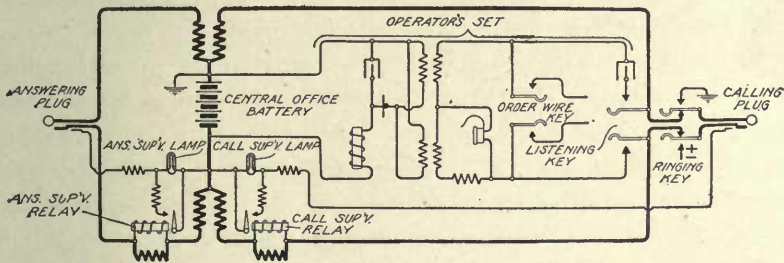 OPERATOR'S SET
ANSWERING
PLUG
CENTRAL OFFICE
BATTERY
ORDER WIRE
KEY
CALLING
PLUG
ANS. SUP'V. LAMP
CALL SUP'V. LAMP
LISTENING
KEY
RINGING
KEY
ANS. SUP'V.
RELAY
CALL SUP'V.
RELAY